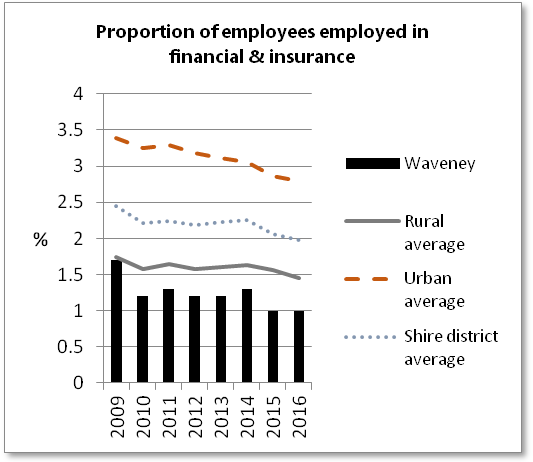 Proportion of employees employed in
financial & insurance
4
3.5
3
2.5
2
1.5
1
0.5
0
%
2009
2010
2011
2012
2013
2014
2015
2016
Waveney
Rural
average
Urban
average
Shire district
average